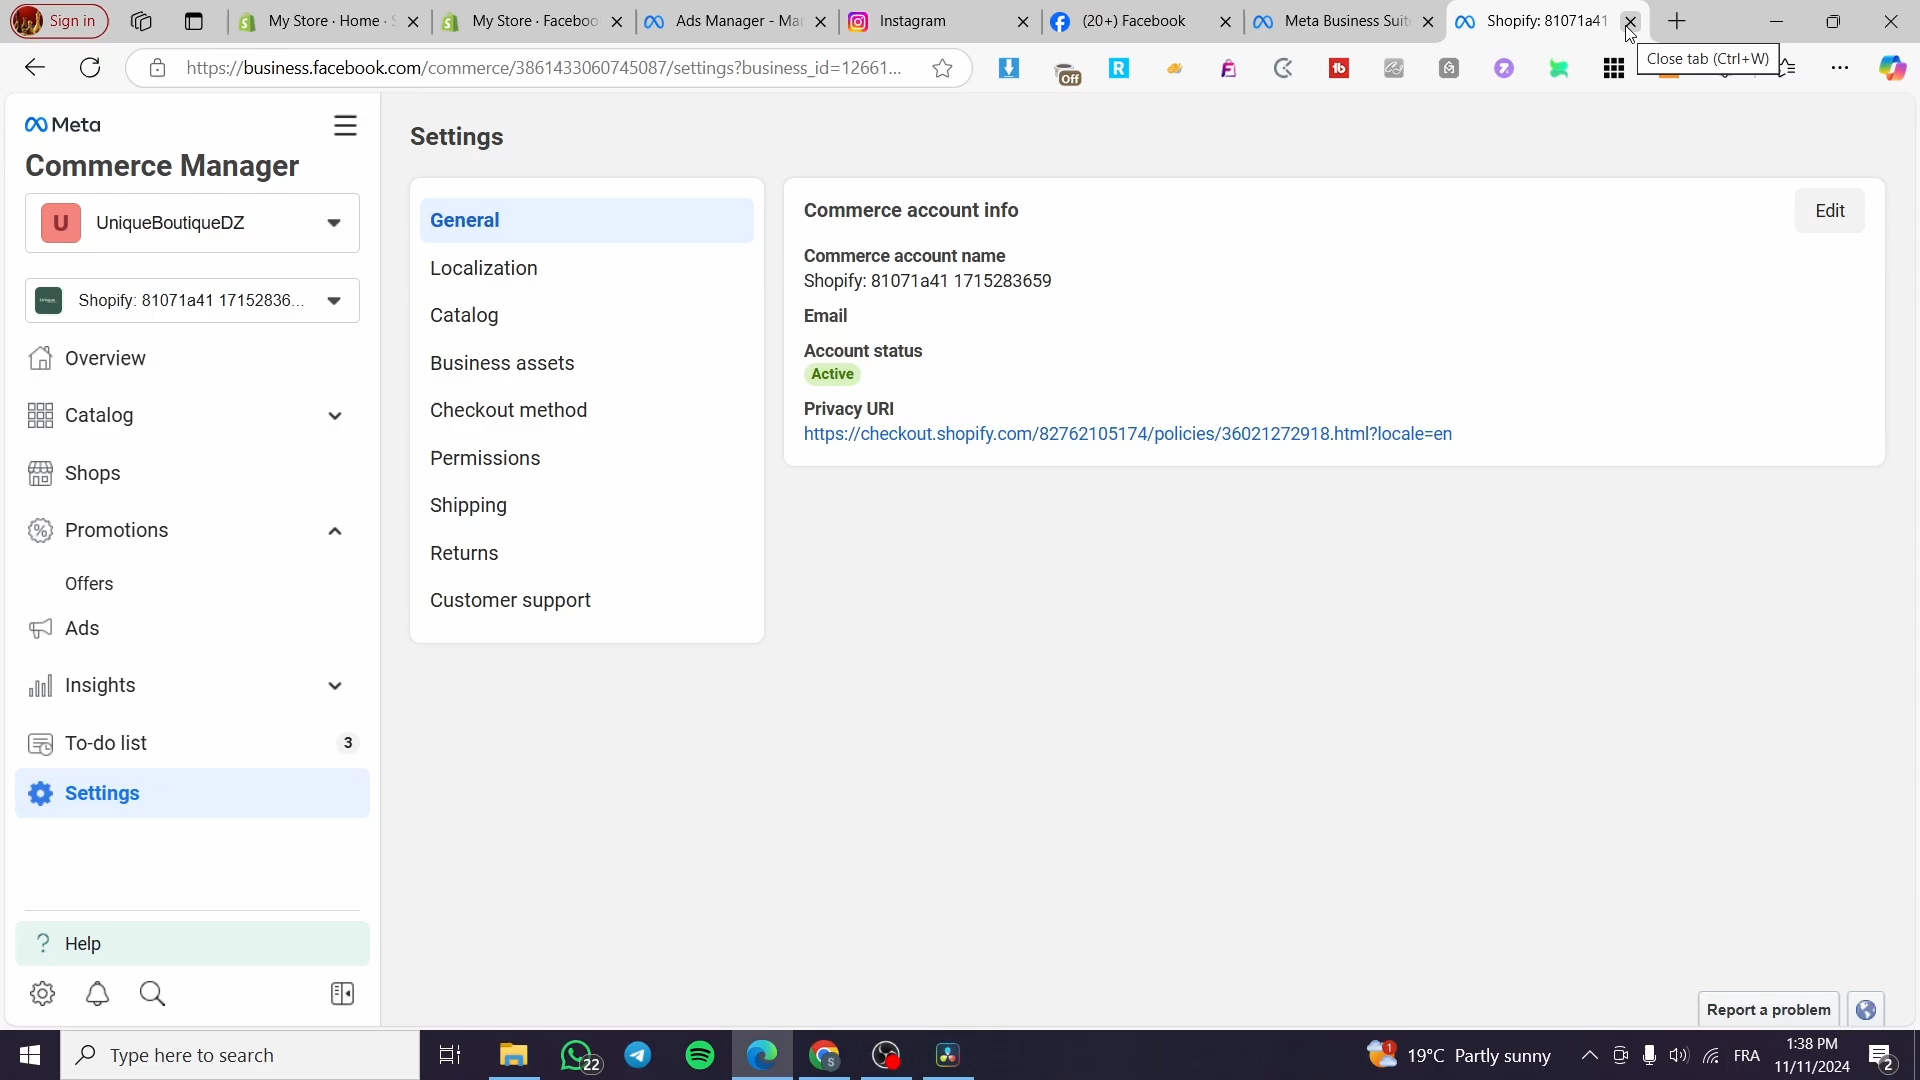 Sign in
My Store · Home · S
My Store · Faceboo
Ads Manager - Ma
Instagram
(20+) Facebook
Meta Business Suit
Shopify: 81071a41
https://business.facebook.com/commerce/3861433060745087/settings?business_id=12661...
Off
R
Close tab (Ctrl+W)
Meta
Commerce Manager
U UniqueBoutiqueDZ
Shopify: 81071a41 17152836...
Overview
Catalog
Shops
Promotions
Offers
Ads
Insights
To-do list 3
Settings
? Help
Settings
General
Localization
Catalog
Business assets
Checkout method
Permissions
Shipping
Returns
Customer support
Commerce account info
Edit
Commerce account name
Shopify: 81071a41 1715283659
Email
Account status
Active
Privacy URI
https://checkout.shopify.com/82762105174/policies/36021272918.html?locale=en
Report a problem
Type here to search
22
1
19°C Partly sunny
FRA
1:38 PM
11/11/2024
2